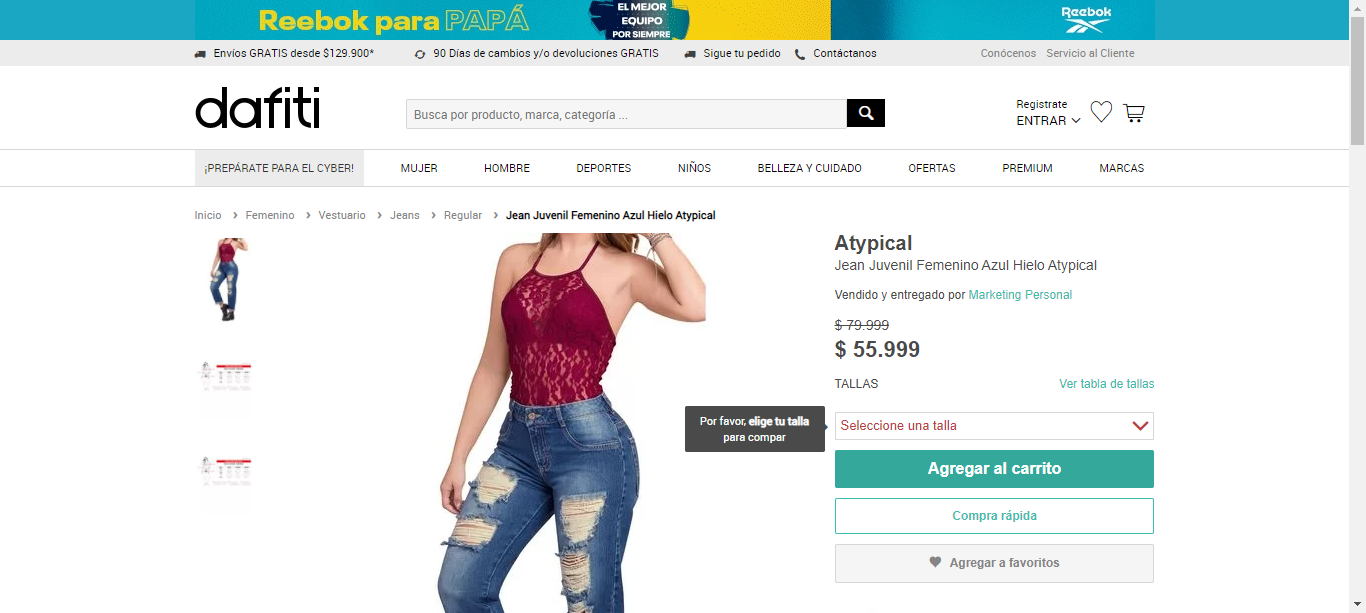 Reebok para PAPÁ
EL MEJOR
EQUIPO
POR SIEMPRE
Reebok
Envíos GRATIS desde $129.900*
90 Días de cambios y/o devoluciones GRATIS
Sigue tu pedido
Contáctanos
Conócenos
Servicio al Cliente
dafiti
Busca por producto, marca, categoría ...
Registrate
ENTRAR
¡PREPÁRATE PARA EL CYBER!
MUJER
HOMBRE
DEPORTES
NIÑOS
BELLEZA Y CUIDADO
OFERTAS
PREMIUM
MARCAS
Inicio > Femenino > Vestuario > Jeans > Regular > Jean Juvenil Femenino Azul Hielo Atypical
Atypical
Jean Juvenil Femenino Azul Hielo Atypical
Vendido y entregado por Marketing Personal
$ 79.999
$ 55.999
TALLAS
Ver tabla de tallas
Por favor, elige tu talla
para compar
Seleccione una talla
Agregar al carrito
Compra rápida
Agregar a favoritos